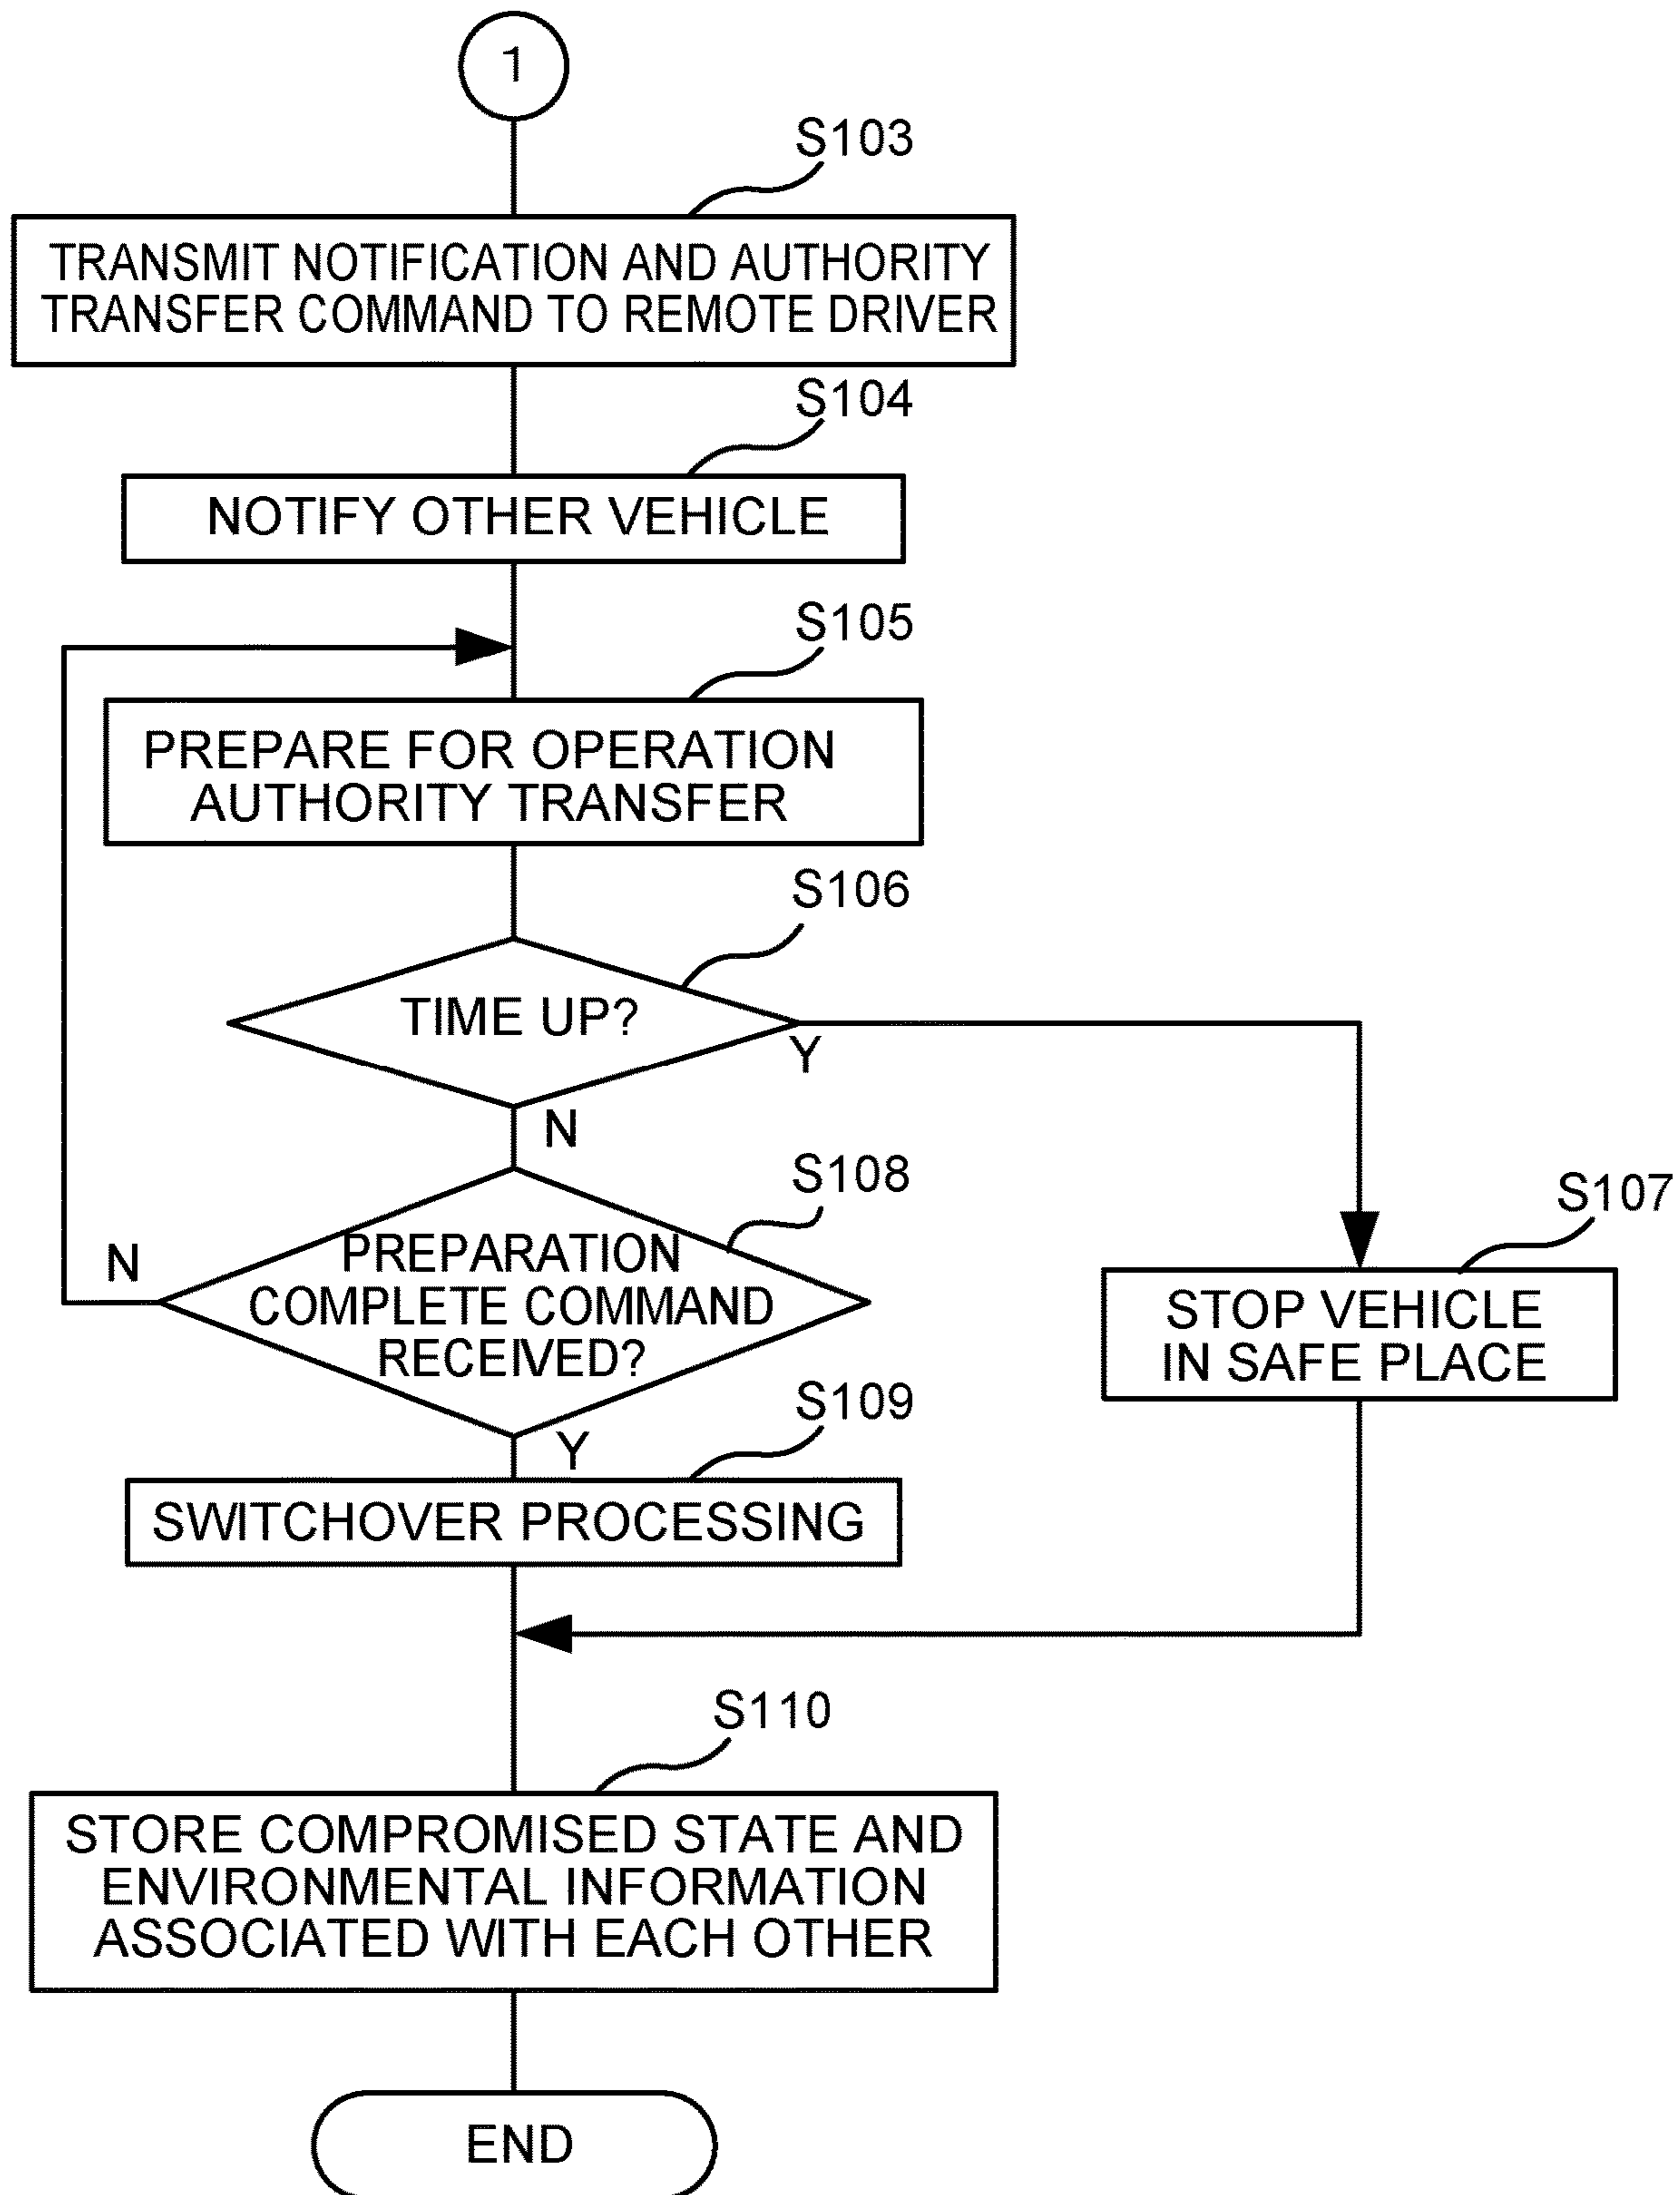 1
S103
TRANSMIT NOTIFICATION AND AUTHORITY
TRANSFER COMMAND TO REMOTE DRIVER
S104
NOTIFY OTHER VEHICLE
S105
PREPARE FOR OPERATION
AUTHORITY TRANSFER
S106
TIME UP?
Y
N
S108
PREPARATION
COMPLETE COMMAND
RECEIVED?
N
Y
S107
STOP VEHICLE
IN SAFE PLACE
S109
SWITCHOVER PROCESSING
S110
STORE COMPROMISED STATE AND
ENVIRONMENTAL INFORMATION
ASSOCIATED WITH EACH OTHER
END